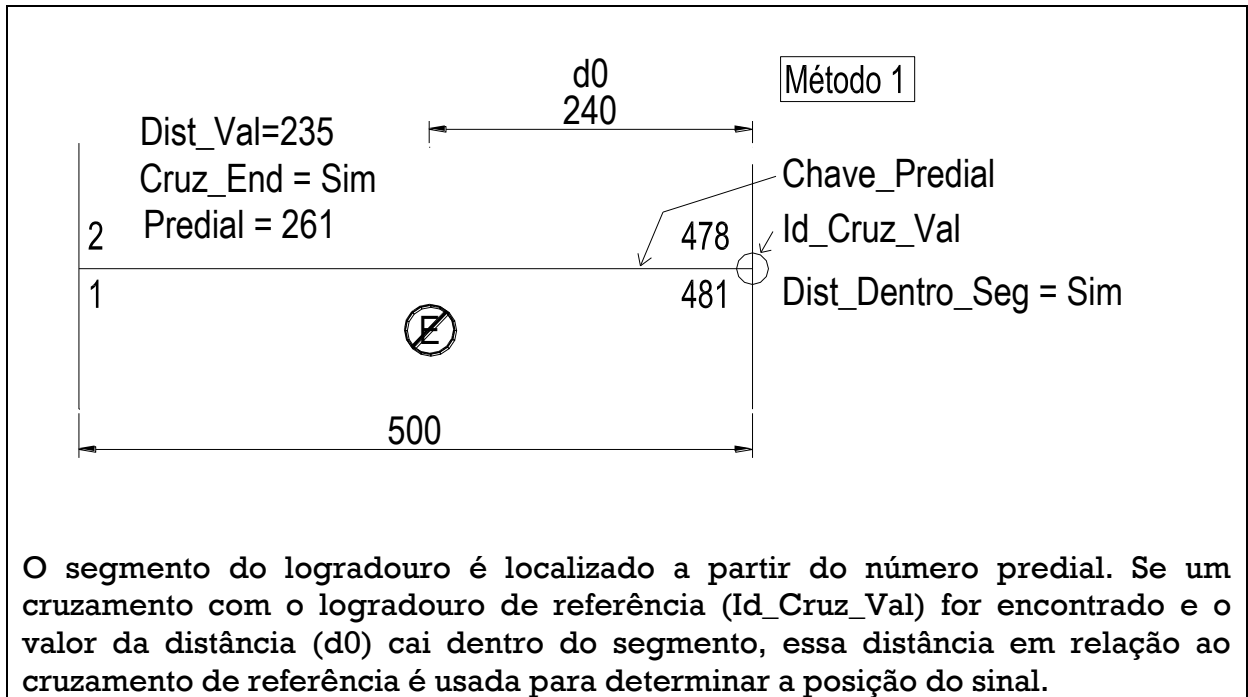 d0
240
Método 1
Dist_Val=235
Cruz_End = Sim
Predial = 261
Chave_Predial
2
478
Id_Cruz_Val
1
481
Dist_Dentro_Seg = Sim
E
500
O segmento do logradouro é localizado a partir do número predial. Se um
cruzamento com o logradouro de referência (Id_Cruz_Val) for encontrado e o
valor da distância (d0) cai dentro do segmento, essa distância em relação ao
cruzamento de referência é usada para determinar a posição do sinal.